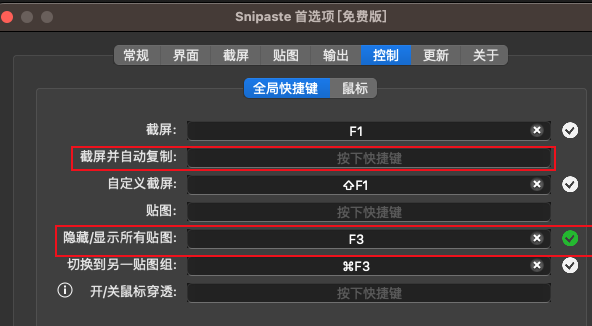 Snipaste 首选项[免费版]
常规 界面 截屏 贴图 输出 控制 更新 关于
全局快捷键 鼠标
截屏: F1
截屏并自动复制: 按下快捷键
自定义截屏: ⇧F1
贴图: 按下快捷键
隐藏/显示所有贴图: F3
切换到另一贴图组: ⌘F3
开/关鼠标穿透: 按下快捷键